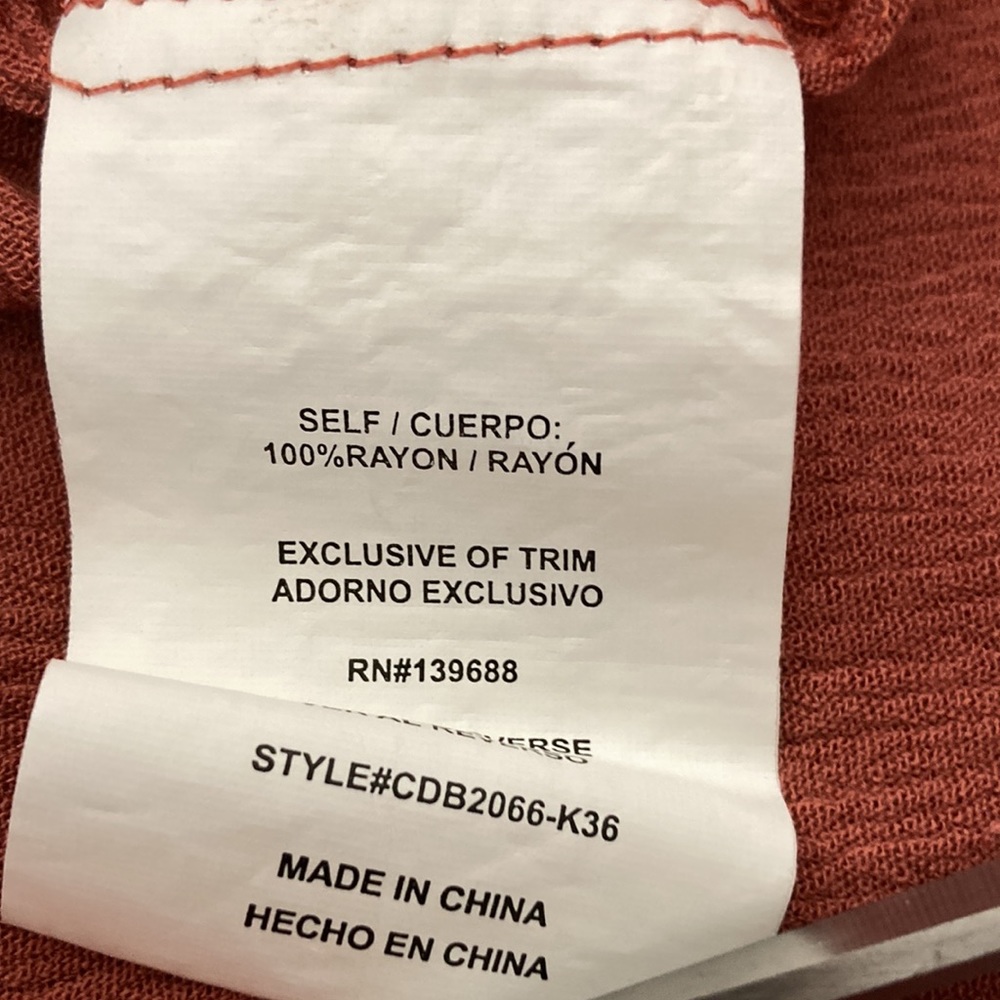 SELF / CUERPO:
100%RAYON / RAYÓN
EXCLUSIVE OF TRIM
ADORNO EXCLUSIVO
RN#139688
STYLE#CDB2066-K36
MADE IN CHINA
HECHO EN CHINA